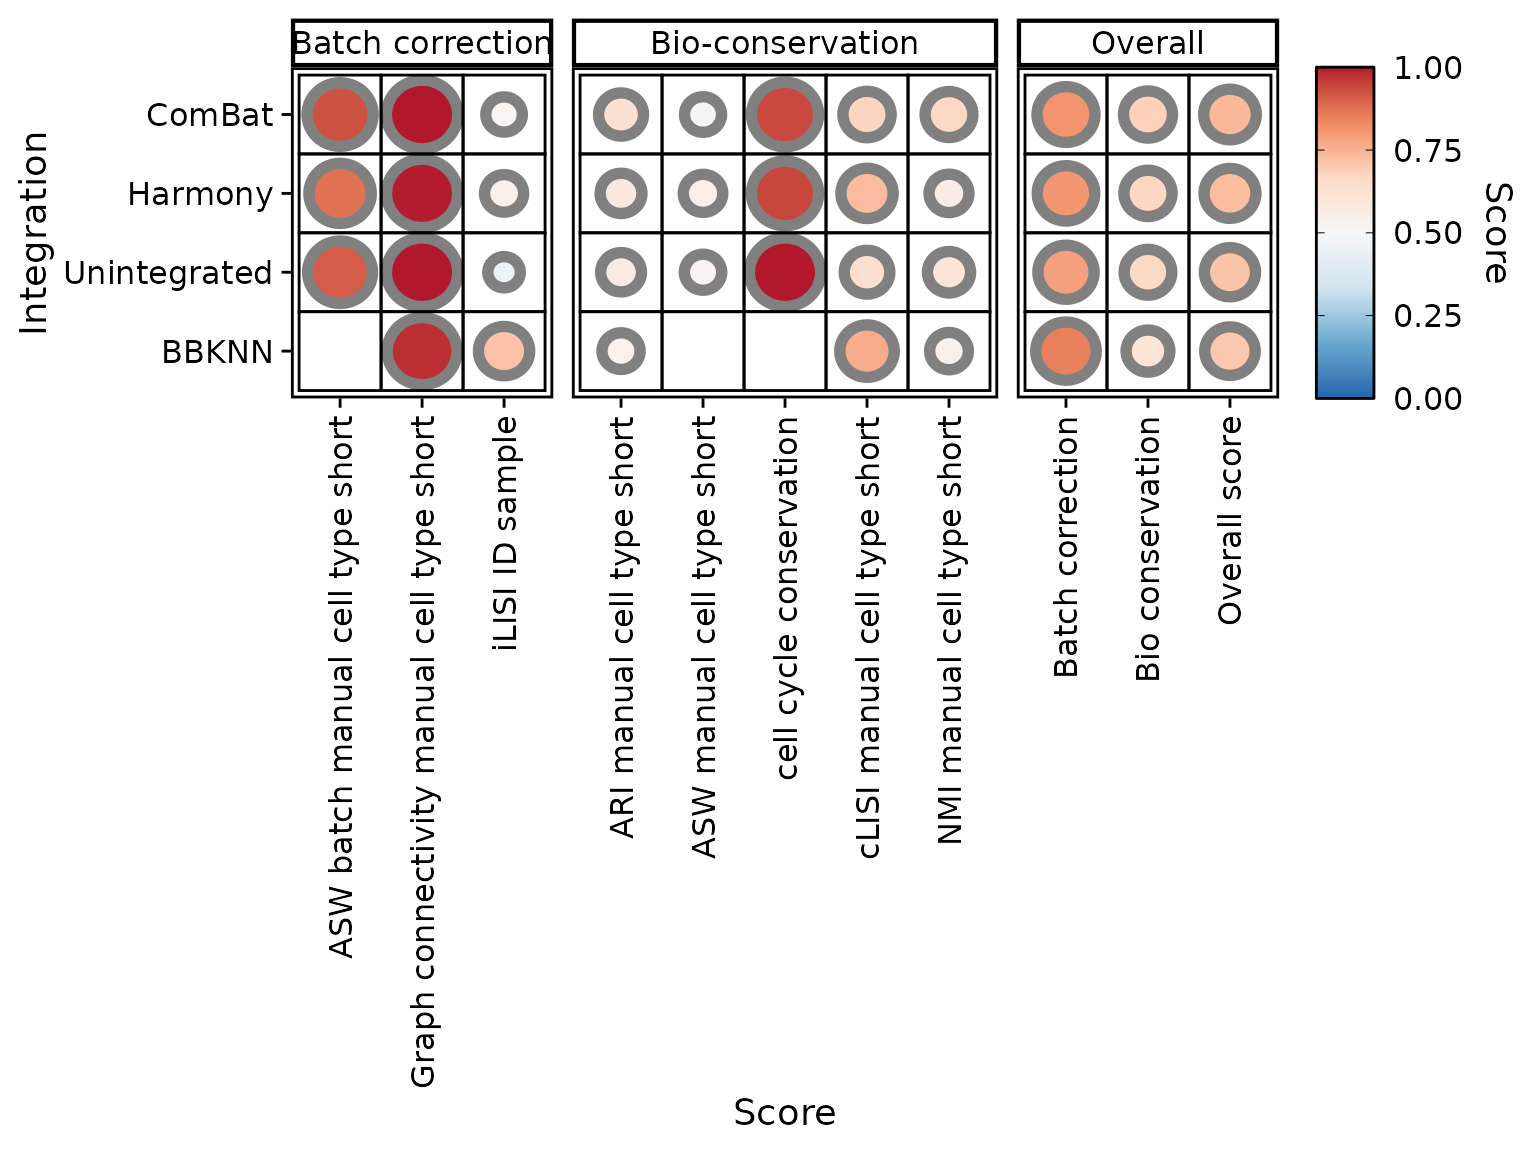 Batch correction
Bio-conservation
Overall
Integration
ComBat
Harmony
Unintegrated
BBKNN
ASW batch manual cell type short
Graph connectivity manual cell type short
iLISI ID sample
ARI manual cell type short
ASW manual cell type short
cell cycle conservation
cLISI manual cell type short
NMI manual cell type short
Batch correction
Bio conservation
Overall score
Score
1.00
0.75
0.50
0.25
0.00
Score